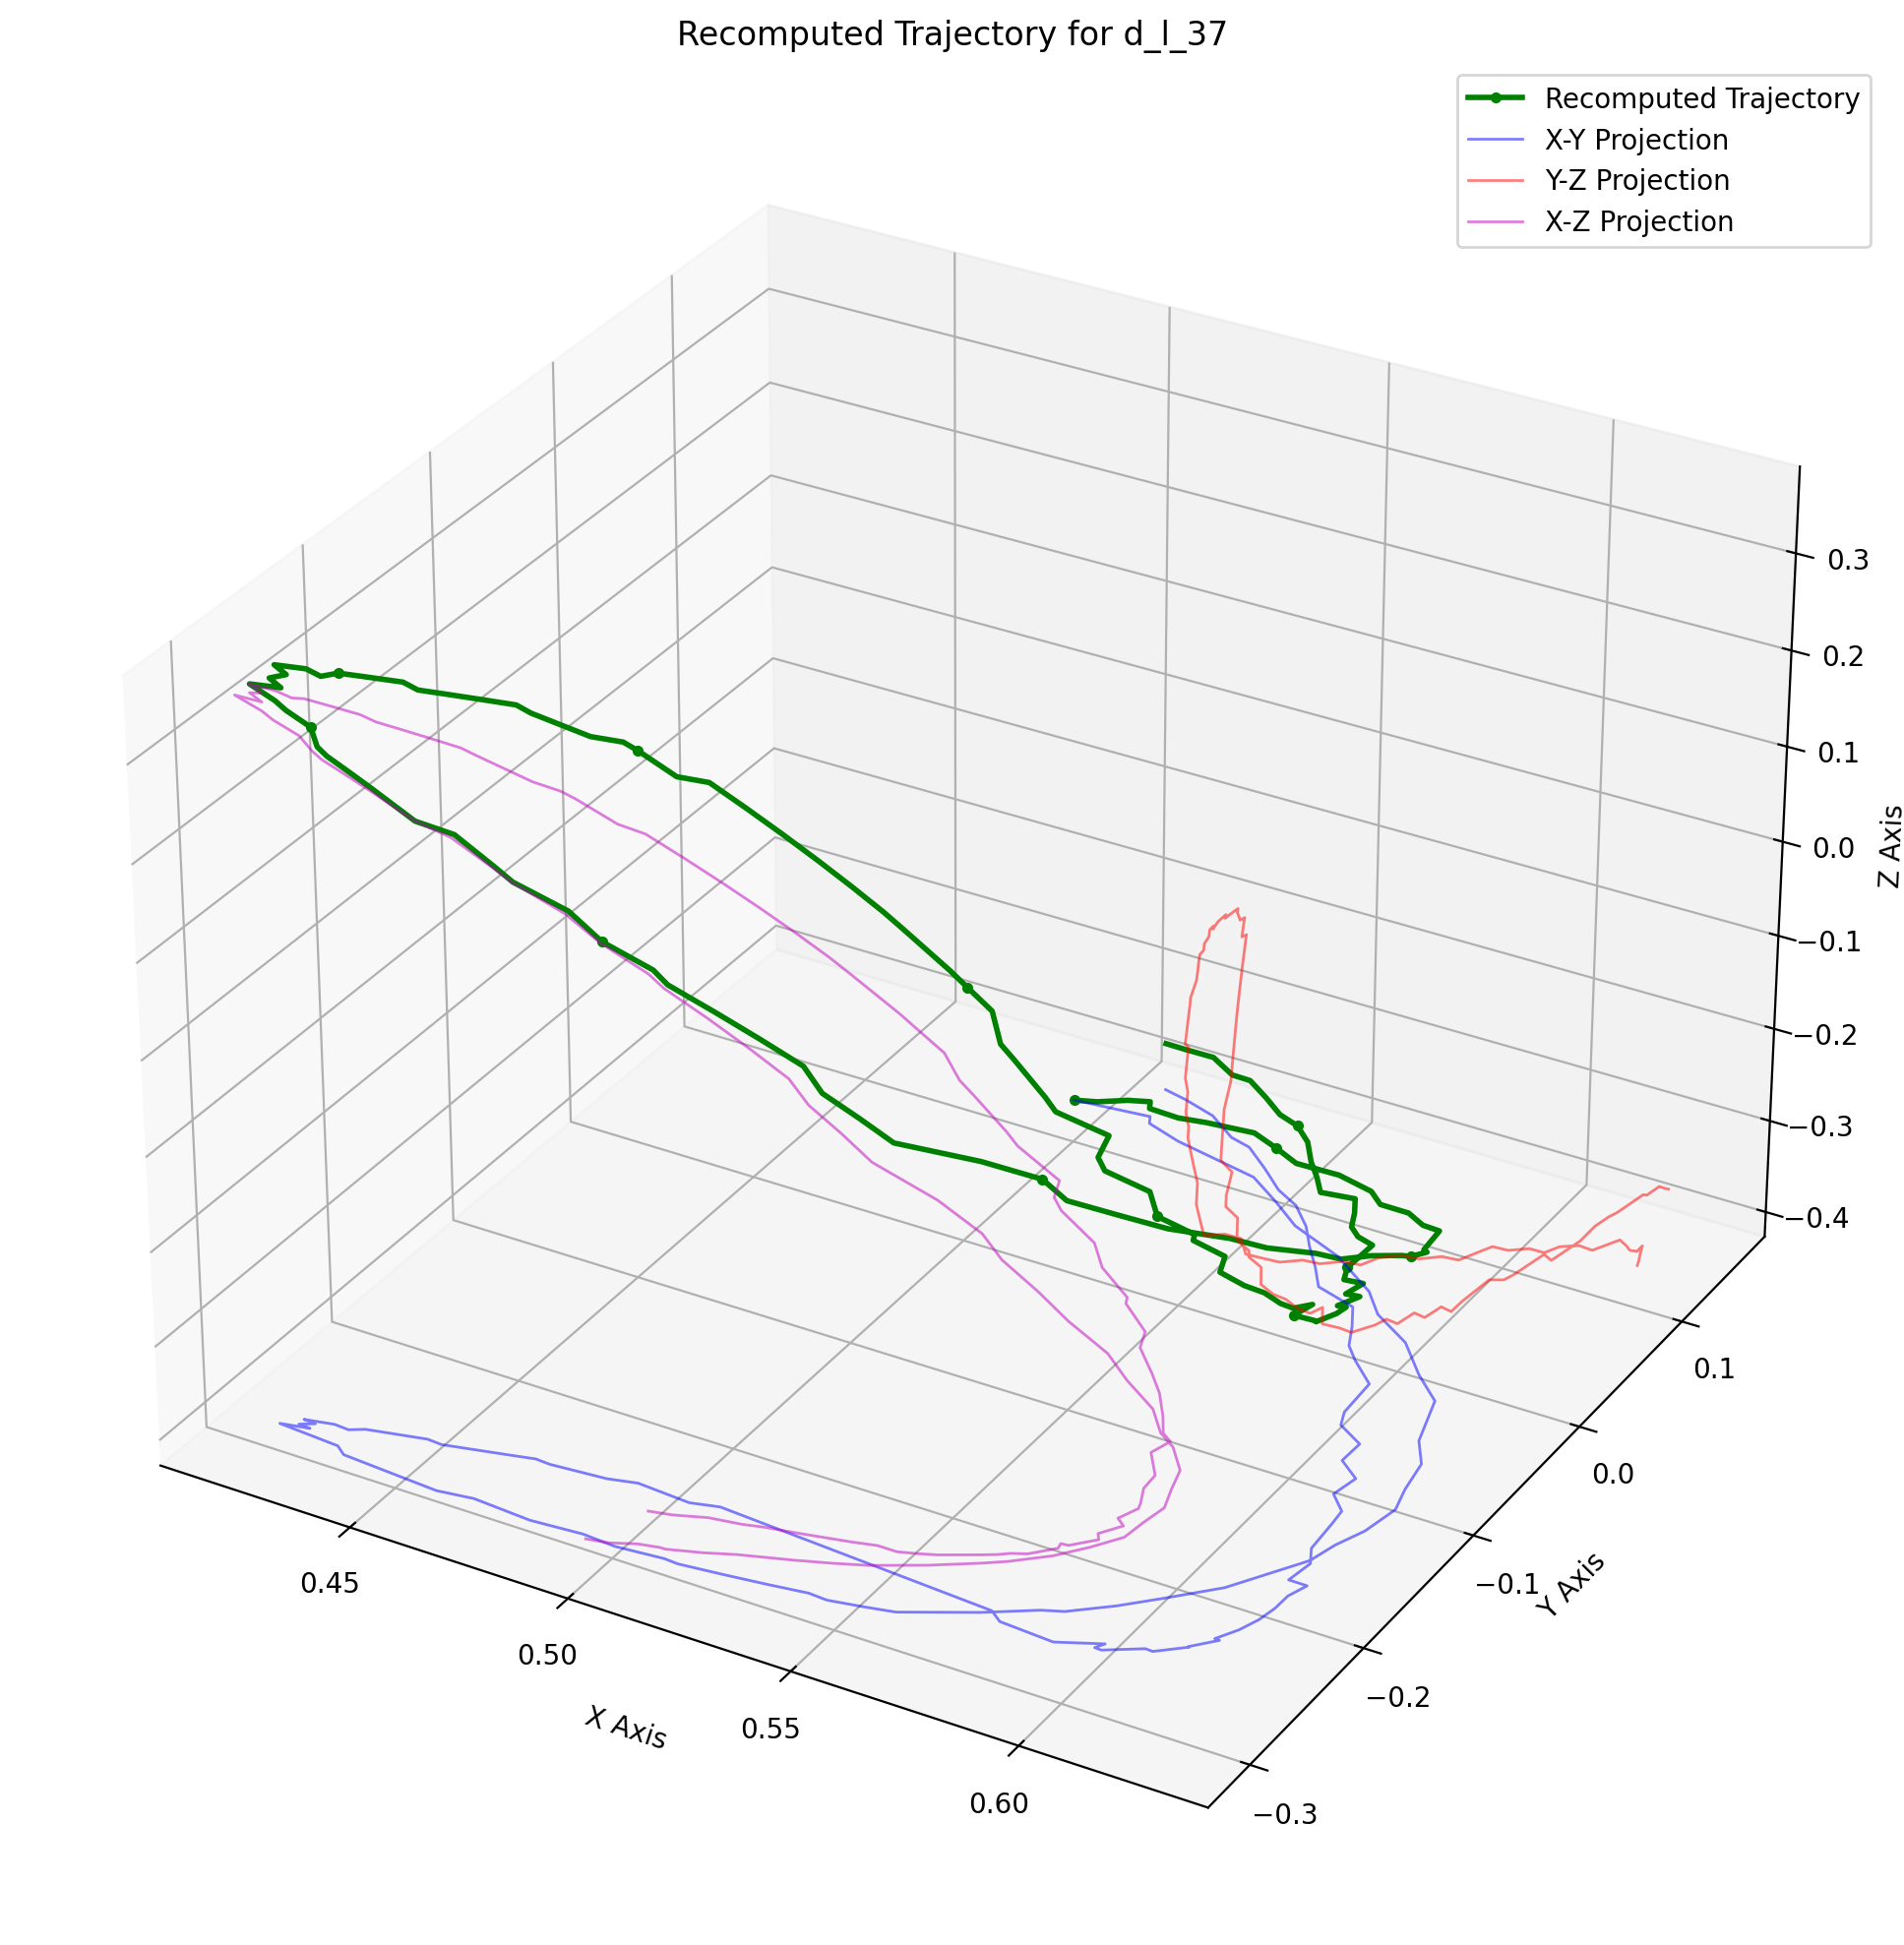 Recomputed Trajectory for d_l_37
Recomputed Trajectory
X-Y Projection
Y-Z Projection
X-Z Projection
0.3
0.2
0.1
0.0
−0.1
−0.2
−0.3
−0.4
Z Axis
0.1
0.0
−0.1
−0.2
−0.3
Y Axis
0.45
0.50
0.55
0.60
X Axis